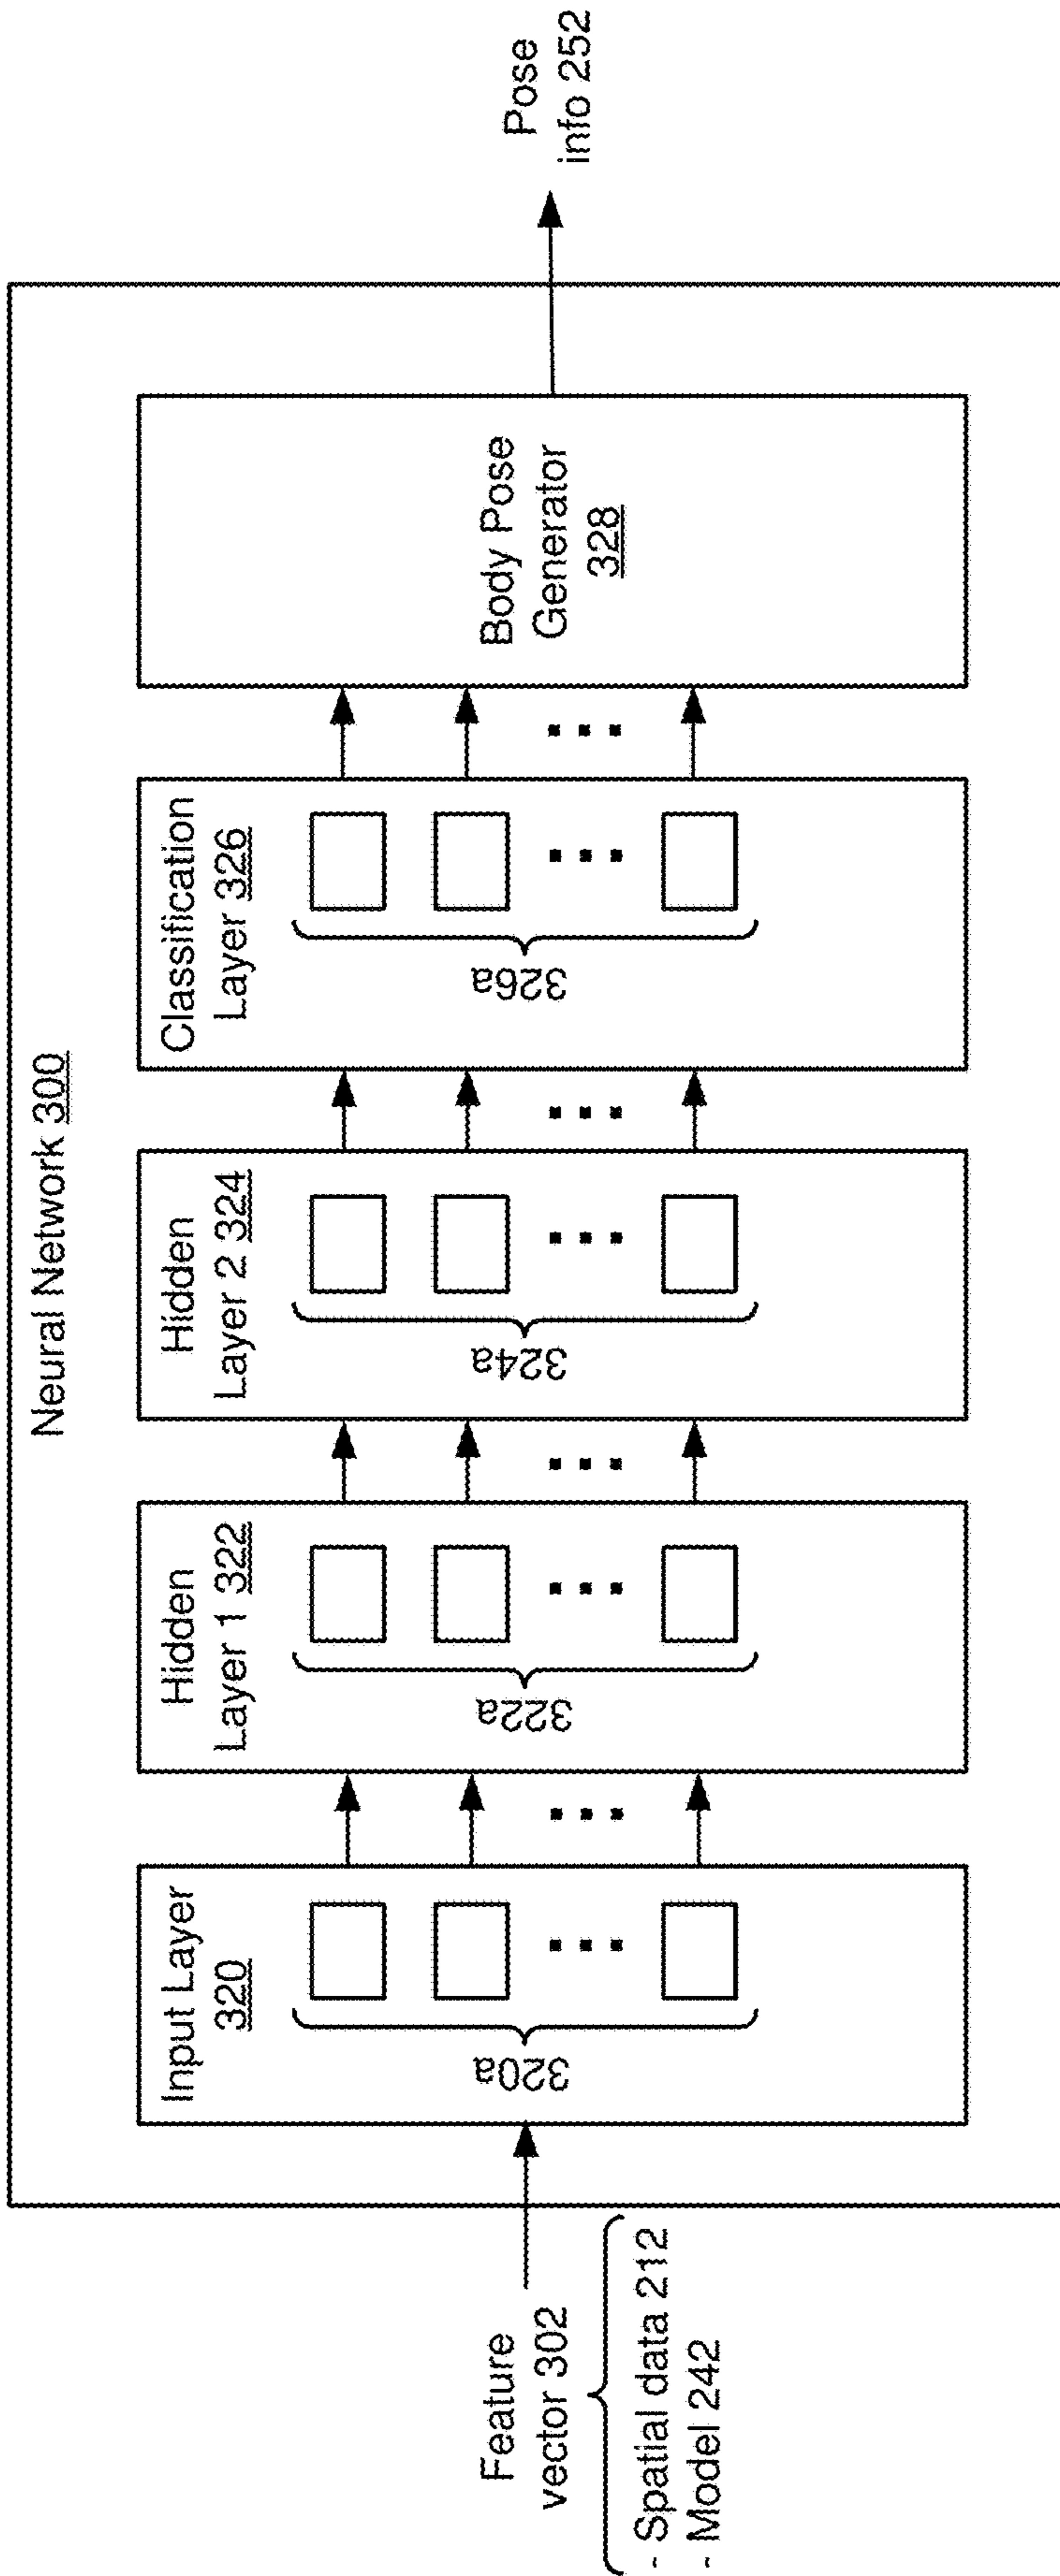 Neural Network 300
Feature
vector 302
- Spatial data 212
- Model 242
Input Layer
320
320a
Hidden
Layer 1 322
322a
Hidden
Layer 2 324
324a
Classification
Layer 326
326a
Body Pose
Generator
328
Pose
info 252